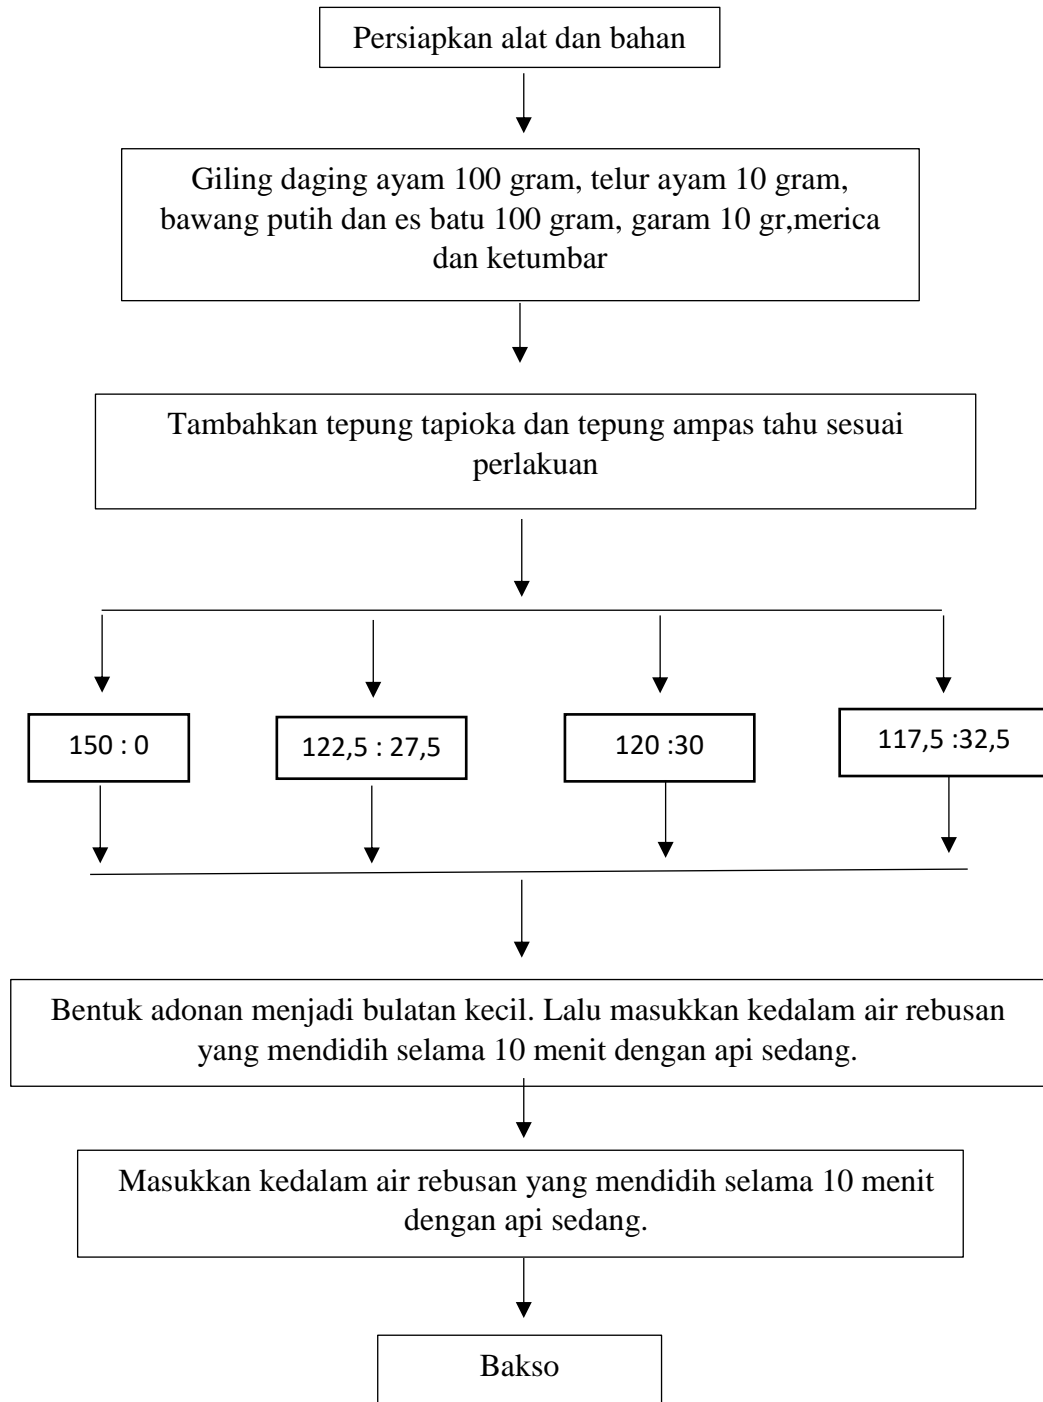 Persiapkan alat dan bahan
Giling daging ayam 100 gram, telur ayam 10 gram,
bawang putih dan es batu 100 gram, garam 10 gr,merica
dan ketumbar
Tambahkan tepung tapioka dan tepung ampas tahu sesuai
perlakuan
150 : 0
122,5 : 27,5
120 :30
117,5 :32,5
Bentuk adonan menjadi bulatan kecil. Lalu masukkan kedalam air rebusan
yang mendidih selama 10 menit dengan api sedang.
Masukkan kedalam air rebusan yang mendidih selama 10 menit
dengan api sedang.
Bakso